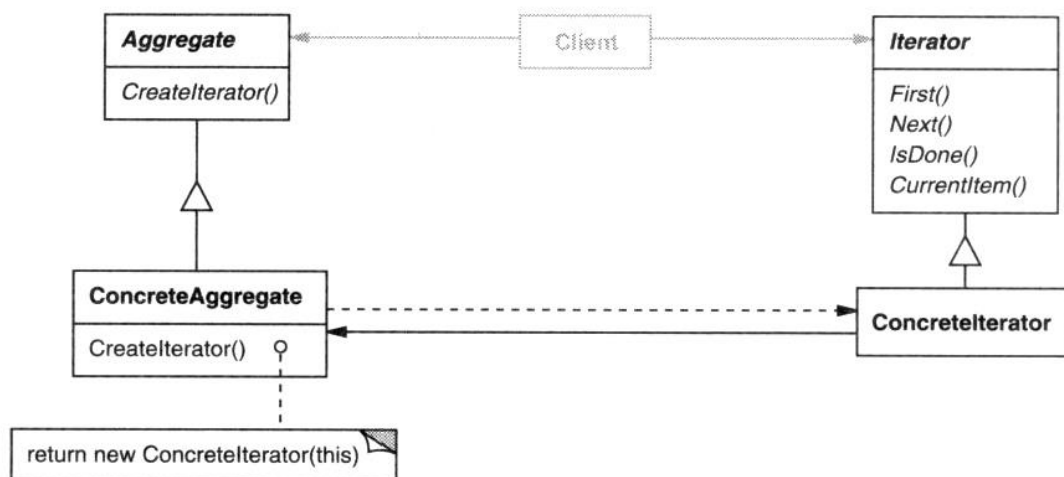 Aggregate
CreateIterator()
Client
Iterator
First()
Next()
IsDone()
CurrentItem()
ConcreteAggregate
CreateIterator()
ConcreteIterator
return new ConcreteIterator(this)